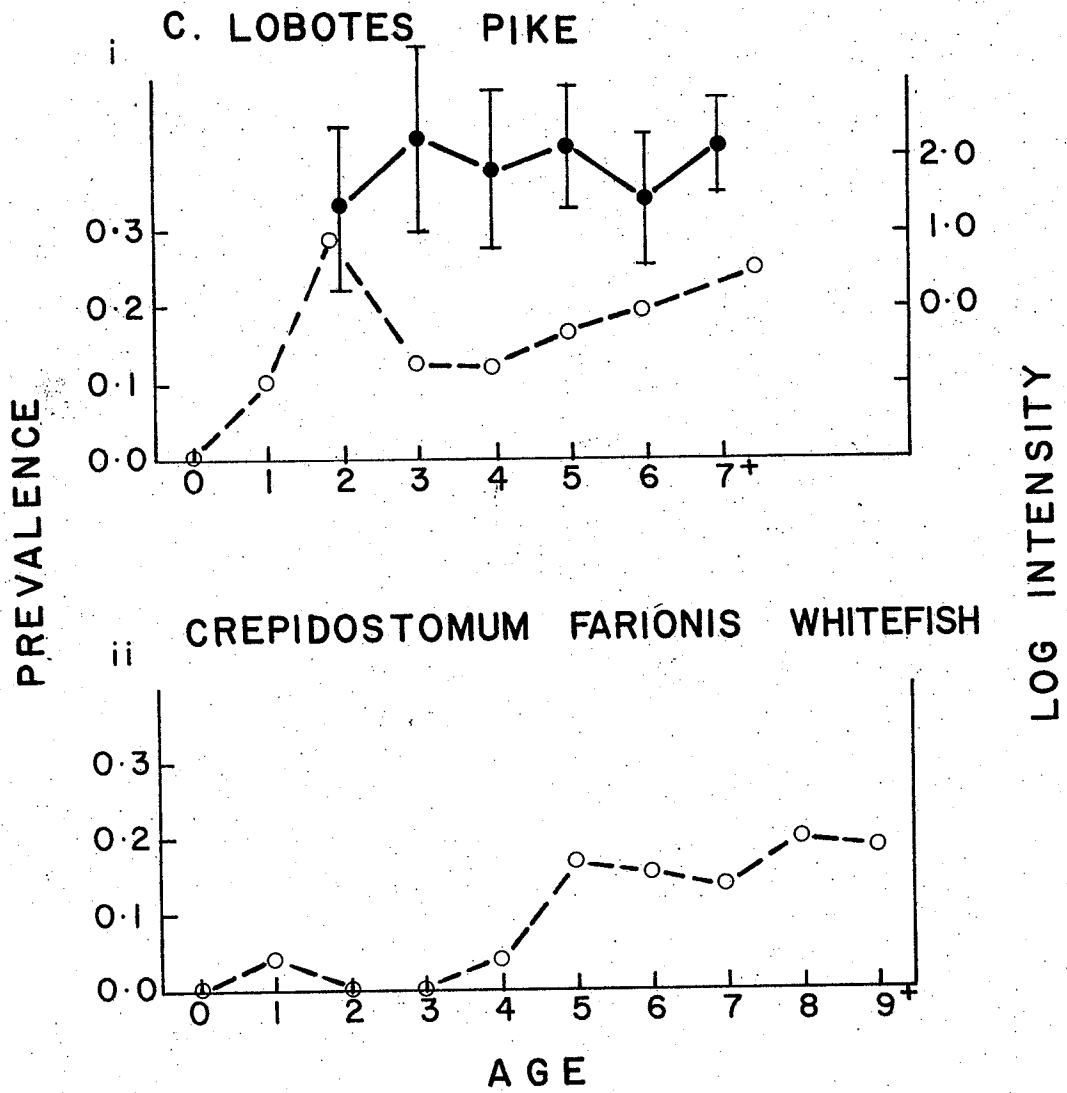 C. LOBOTES PIKE
i
0.3
0.2
0.1
0.0
2.0
1.0
0.0
0 1 2 3 4 5 6 7+
PREVALENCE
LOG INTENSITY
CREPIDOSTOMUM FARIONIS WHITEFISH
ii
0.3
0.2
0.1
0.0
0 1 2 3 4 5 6 7 8 9+
AGE